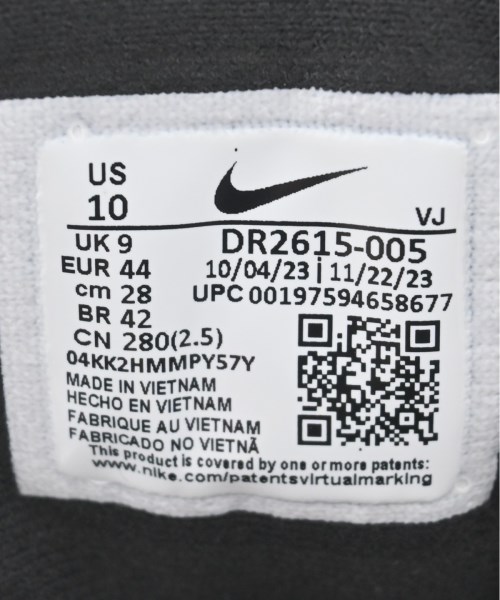 US
10
VJ
UK 9
EUR 44
cm 28
BR 42
CN 280(2.5)
DR2615-005
10/04/23 | 11/22/23
UPC 00197594658677
04KK2HMMPY57Y
MADE IN VIETNAM
HECHO EN VIETNAM
FABRIQUE AU VIETNAM
FABRICADO NO VIETNÃ
This product is covered by one or more patents:
www.nike.com/patentsvirtualmarking